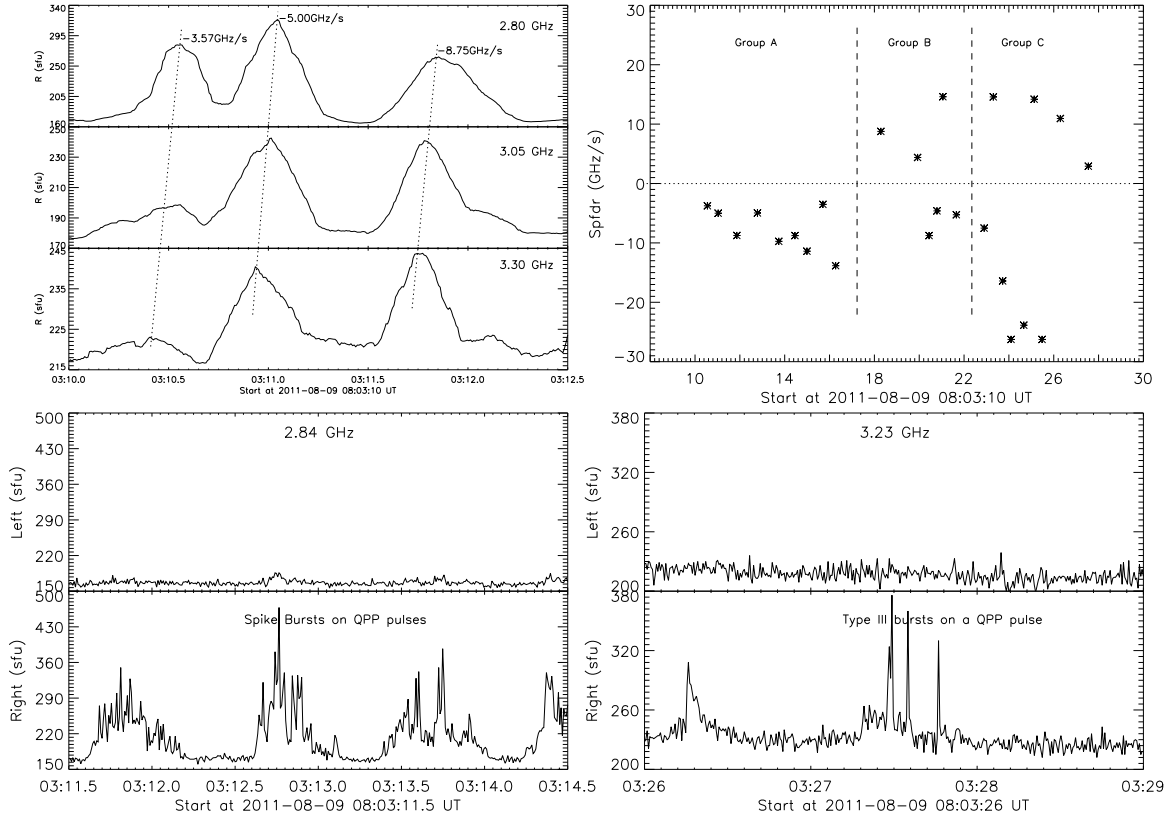 340
295
250
205
160
R (sfu)
2.80 GHz
-3.57GHz/s
-5.00GHz/s
-8.75GHz/s
250
230
210
190
170
R (sfu)
3.05 GHz
245
235
225
215
R (sfu)
3.30 GHz
03:10.0 03:10.5 03:11.0 03:11.5 03:12.0 03:12.5
Start at 2011-08-09 08:03:10 UT
30
20
10
0
-10
-20
-30
Spfdr (GHz/s)
Group A Group B Group C
10 14 18 22 26 30
Start at 2011-08-09 08:03:10 UT
500
430
360
290
220
150
Left (sfu)
2.84 GHz
500
430
360
290
220
150
Right (sfu)
Spike Bursts on QPP pulses
03:11.5 03:12.0 03:12.5 03:13.0 03:13.5 03:14.0 03:14.5
Start at 2011-08-09 08:03:11.5 UT
380
320
260
200
Left (sfu)
3.23 GHz
380
320
260
200
Right (sfu)
Type III bursts on a QPP pulse
03:26 03:27 03:28 03:29
Start at 2011-08-09 08:03:26 UT